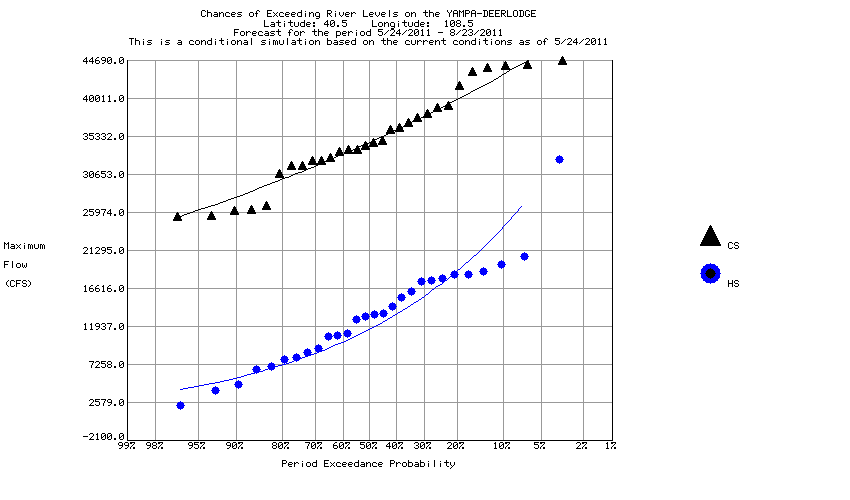 Chances of Exceeding River Levels on the YAMPA-DEERLODGE
Latitude: 40.5    Longitude:  108.5
Forecast for the period 5/24/2011 - 8/23/2011
This is a conditional simulation based on the current conditions as of 5/24/2011
44690.0
40011.0
35332.0
30653.0
25974.0
21295.0
16616.0
11937.0
7258.0
2579.0
-2100.0
Maximum
Flow
(CFS)
99% 98% 95% 90% 80% 70% 60% 50% 40% 30% 20% 10% 5% 2% 1%
Period Exceedance Probability
CS
HS